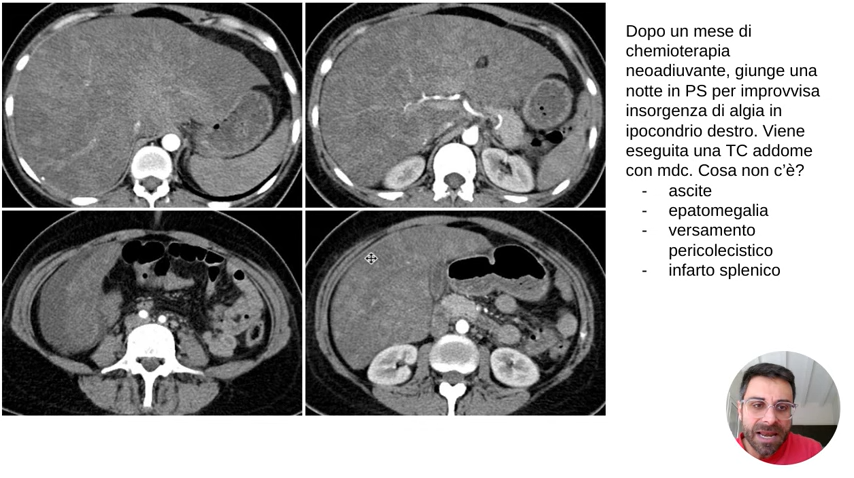 Dopo un mese di
chemioterapia
neoadiuvante, giunge una
notte in PS per improvvisa
insorgenza di algia in
ipocondrio destro. Viene
eseguita una TC addome
con mdc. Cosa non c’è?
- ascite
- epatomegalia
- versamento
pericolecistico
- infarto splenico